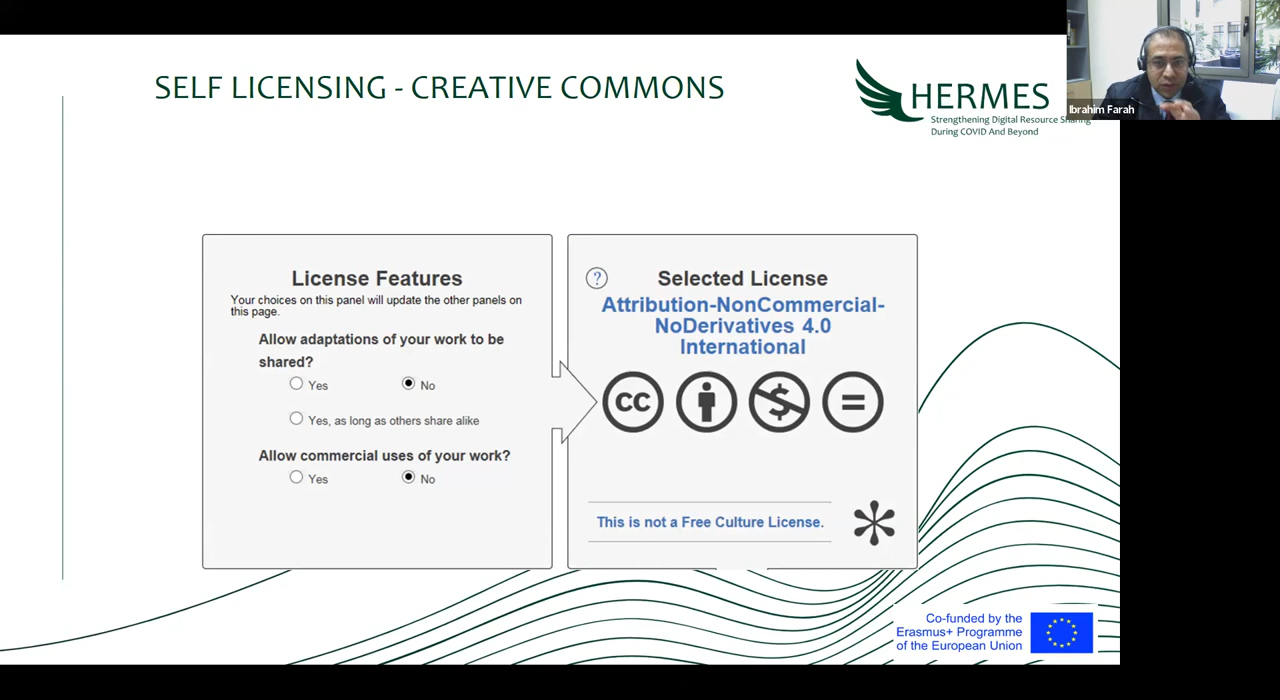 SELF LICENSING - CREATIVE COMMONS
HERMES
Strengthening Digital Resource Sharing
During COVID And Beyond
Ibrahim Farah
License Features
Your choices on this panel will update the other panels on
this page.
Allow adaptations of your work to be
shared?
Yes
No
Yes, as long as others share alike
Allow commercial uses of your work?
Yes
No
?
Selected License
Attribution-NonCommercial-
NoDerivatives 4.0
International
cc
$
=
This is not a Free Culture License.
Co-funded by the
Erasmus+ Programme
of the European Union